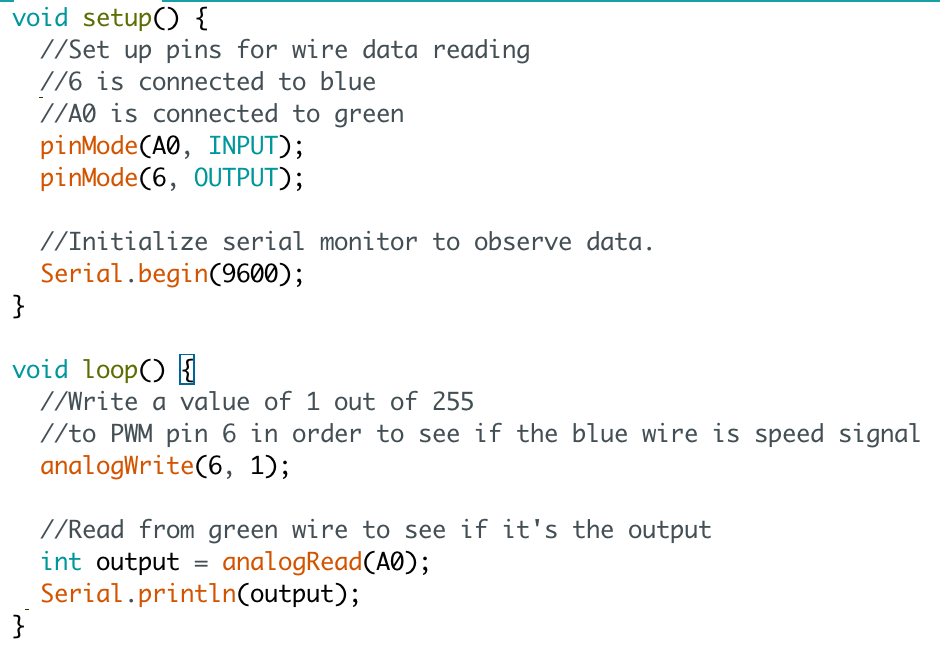 void setup() {
  //Set up pins for wire data reading
  //6 is connected to blue
  //A0 is connected to green
  pinMode(A0, INPUT);
  pinMode(6, OUTPUT);

  //Initialize serial monitor to observe data.
  Serial.begin(9600);
}

void loop() {
  //Write a value of 1 out of 255
  //to PWM pin 6 in order to see if the blue wire is speed signal
  analogWrite(6, 1);

  //Read from green wire to see if it's the output
  int output = analogRead(A0);
  Serial.println(output);
}